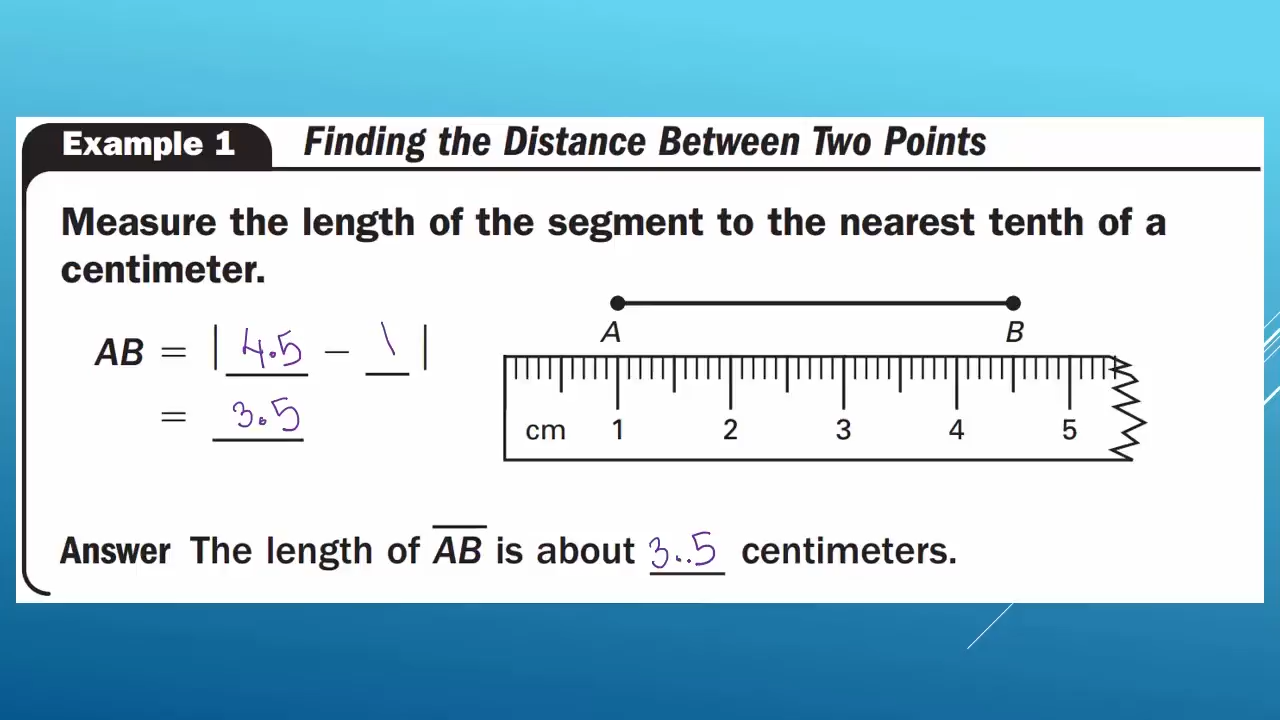 Example 1 Finding the Distance Between Two Points
Measure the length of the segment to the nearest tenth of a
centimeter.
AB = | 4.5 – 1 |
= 3.5
A B
cm 1 2 3 4 5
Answer The length of AB is about 3..5 centimeters.